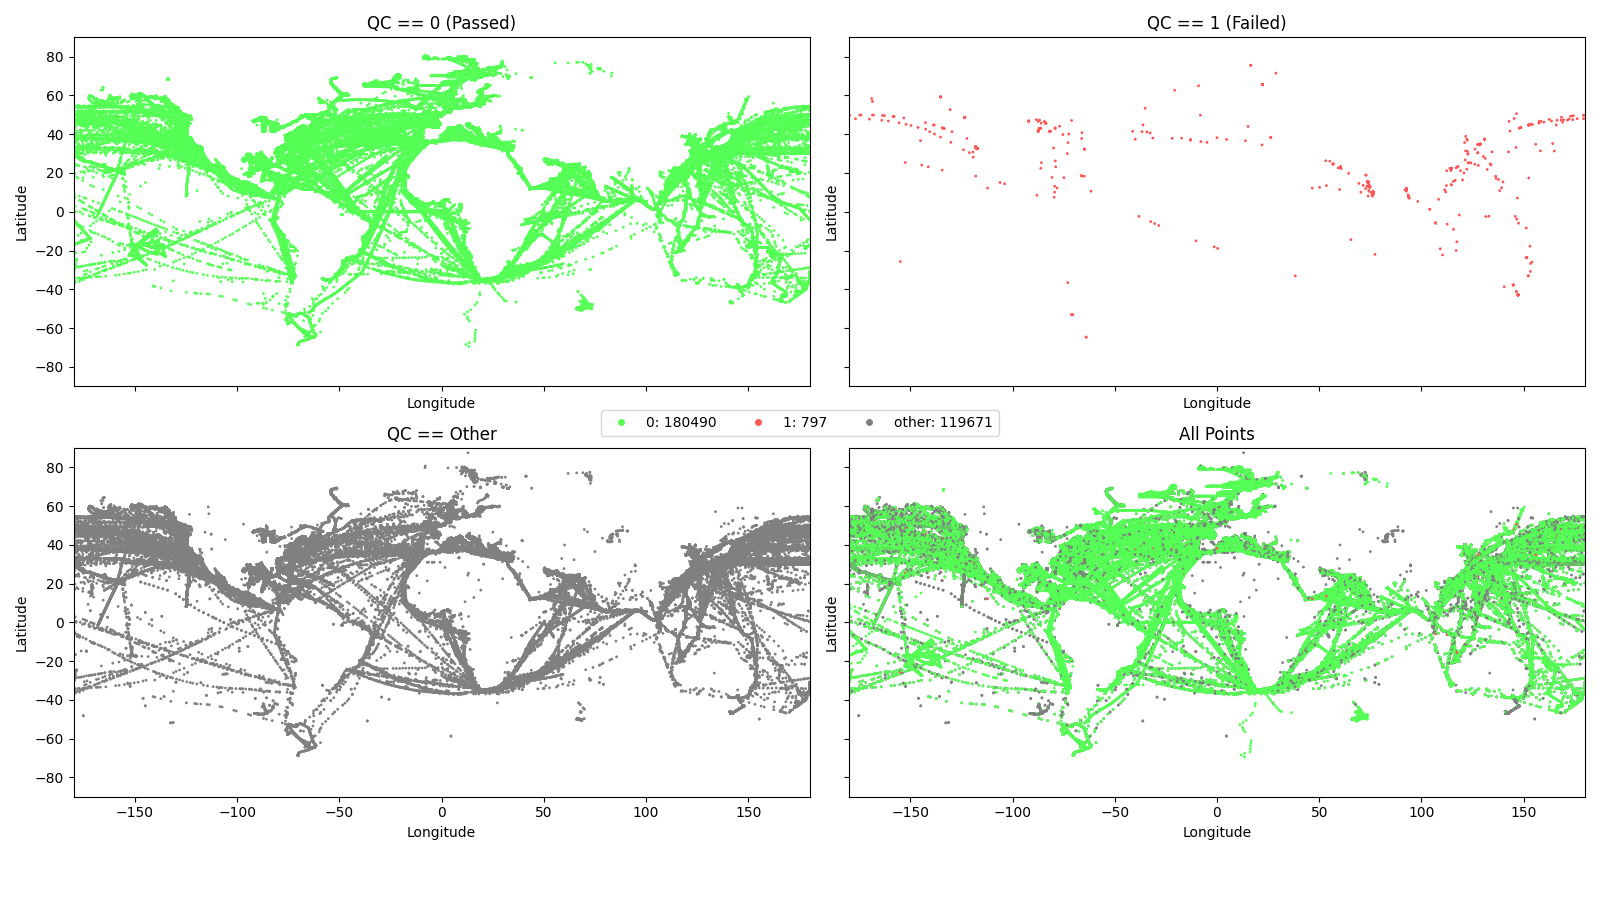 QC == 0 (Passed)
QC == 1 (Failed)
80
60
40
20
0
−20
−40
−60
−80
Latitude
Latitude
Longitude
Longitude
0: 180490
1: 797
other: 119671
QC == Other
All Points
80
60
40
20
0
−20
−40
−60
−80
Latitude
Latitude
−150 −100 −50 0 50 100 150
−150 −100 −50 0 50 100 150
Longitude
Longitude